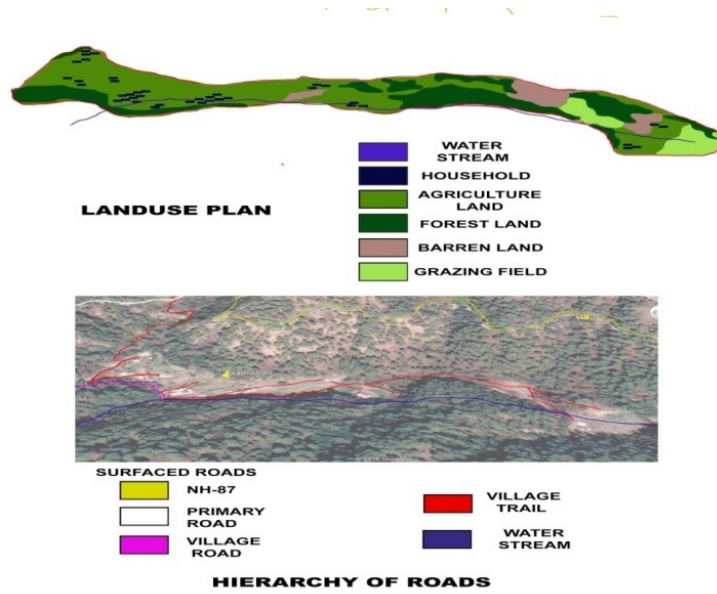 WATER
STREAM
HOUSEHOLD
AGRICULTURE
LAND
LANDUSE PLAN
FOREST LAND
BARREN LAND
GRAZING FIELD
SURFACED ROADS
NH-87
PRIMARY
ROAD
VILLAGE
ROAD
VILLAGE
TRAIL
WATER
STREAM
HIERARCHY OF ROADS